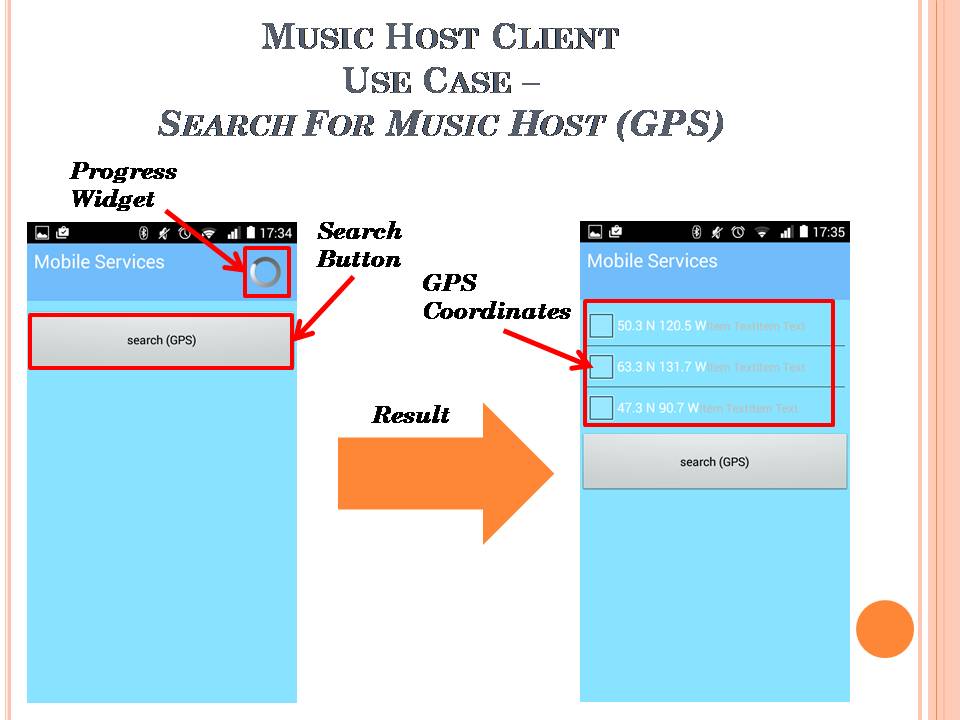 MUSIC HOST CLIENT
USE CASE –
SEARCH FOR MUSIC HOST (GPS)
Progress
Widget
17:34
Mobile Services
search (GPS)
Search
Button
GPS
Coordinates
Result
17:35
Mobile Services
50.3 N 120.5 WItem TextItem Text
63.3 N 131.7 WItem TextItem Text
47.3 N 90.7 WItem TextItem Text
search (GPS)